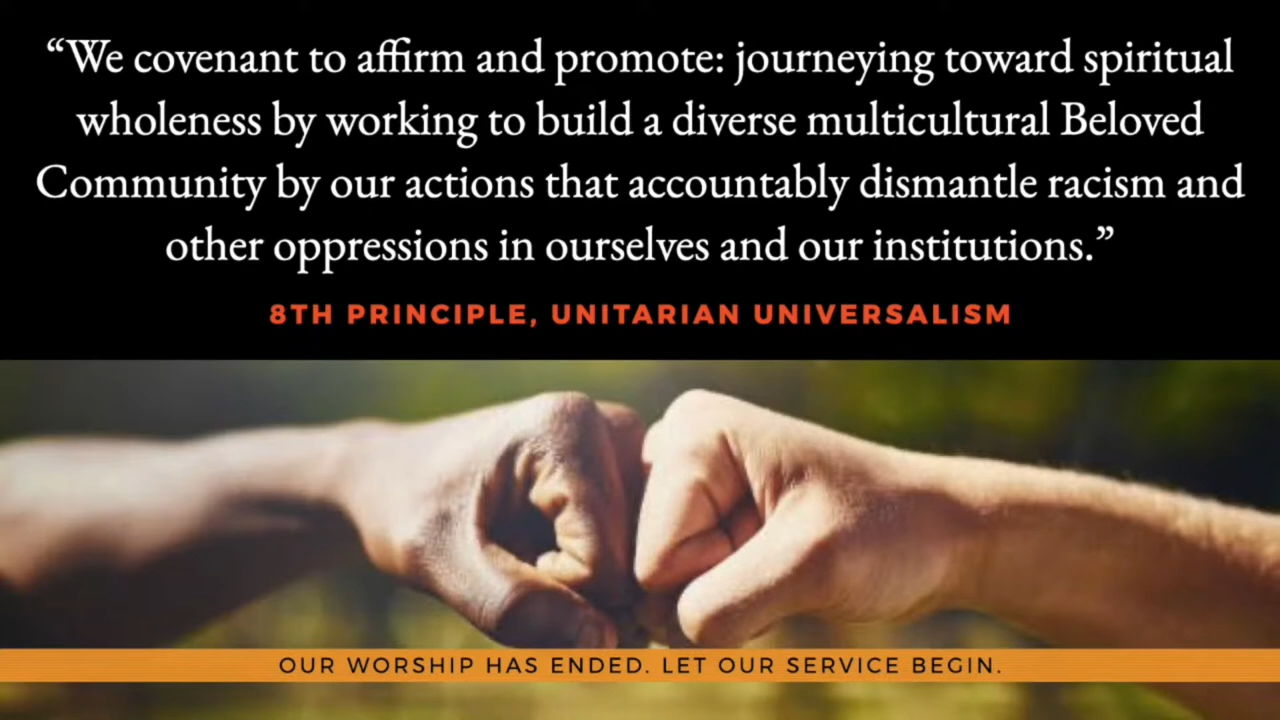 “We covenant to affirm and promote: journeying toward spiritual
wholeness by working to build a diverse multicultural Beloved
Community by our actions that accountably dismantle racism and
other oppressions in ourselves and our institutions.”
8TH PRINCIPLE, UNITARIAN UNIVERSALISM
OUR WORSHIP HAS ENDED. LET OUR SERVICE BEGIN.